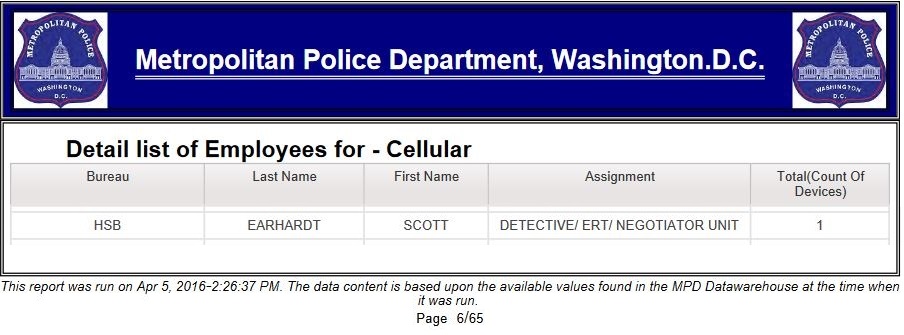 METROPOLITAN POLICE
WASHINGTON
D.C.
Metropolitan Police Department, Washington.D.C.
METROPOLITAN POLICE
WASHINGTON
D.C.
Detail list of Employees for - Cellular
Bureau Last Name First Name Assignment Total(Count Of
Devices)
HSB EARHARDT SCOTT DETECTIVE/ ERT/ NEGOTIATOR UNIT 1
This report was run on Apr 5, 2016-2:26:37 PM. The data content is based upon the available values found in the MPD Datawarehouse at the time when
it was run.
Page 6/65